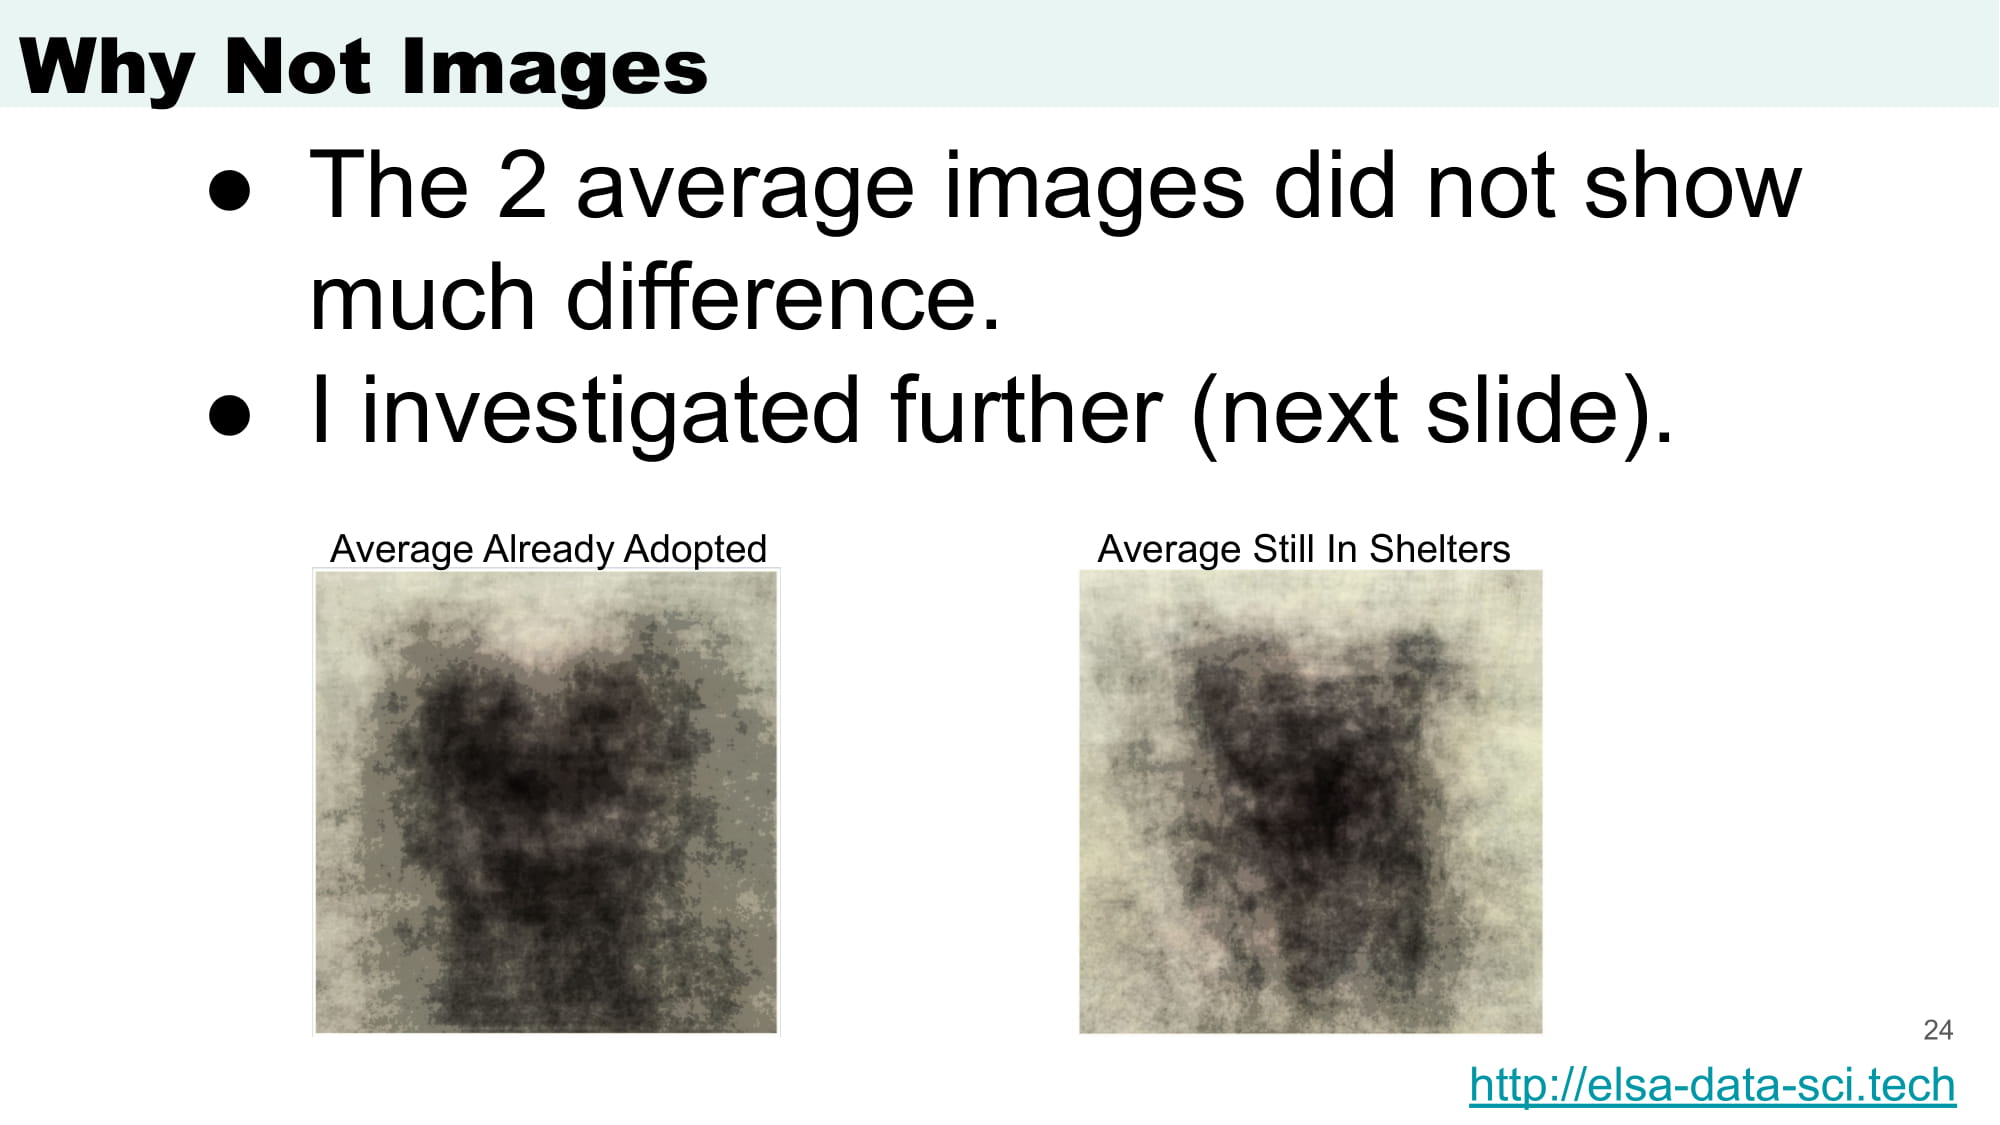 Why Not Images
● The 2 average images did not show
much difference.
● I investigated further (next slide).
Average Already Adopted
Average Still In Shelters
24
http://elsa-data-sci.tech